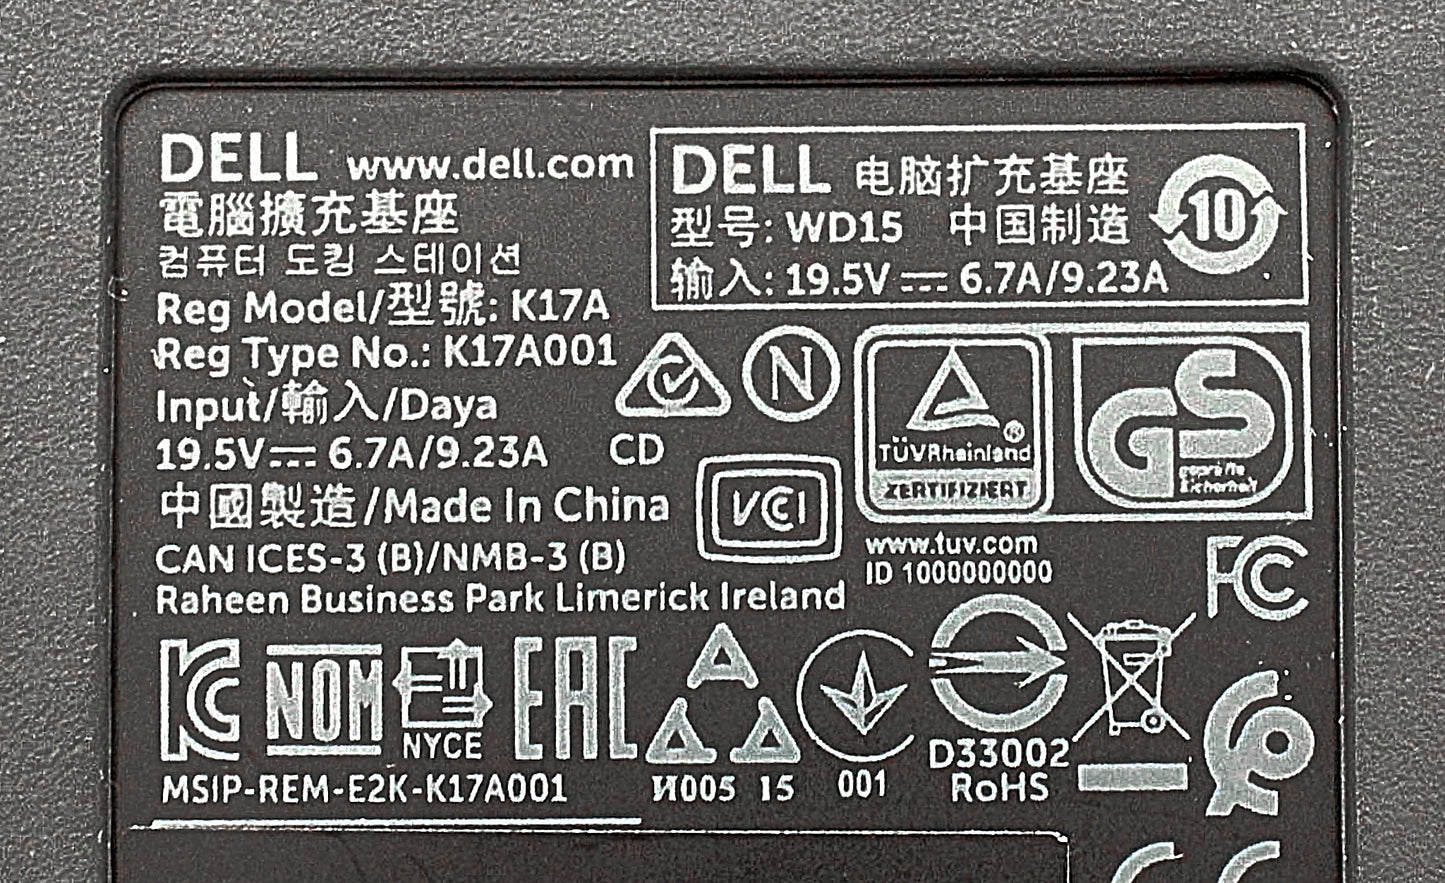 DELL www.dell.com
電腦擴充基座
컴퓨터 도킹 스테이션
Reg Model/型號: K17A
Reg Type No.: K17A001
Input/輸入/Daya
19.5V⎓ 6.7A/9.23A
中國製造/Made In China
CAN ICES-3 (B)/NMB-3 (B)
Raheen Business Park Limerick Ireland
DELL 电脑扩充基座
型号: WD15 中国制造
输入: 19.5V⎓ 6.7A/9.23A
10
N
CD
VCCI
TÜVRheinland®
ZERTIFIZIERT
GS
geprüfte
Sicherheit
www.tuv.com
ID 1000000000
FC
KC
NOM
NYCE
EAC
MSIP-REM-E2K-K17A001
И005 15
001
D33002
RoHS